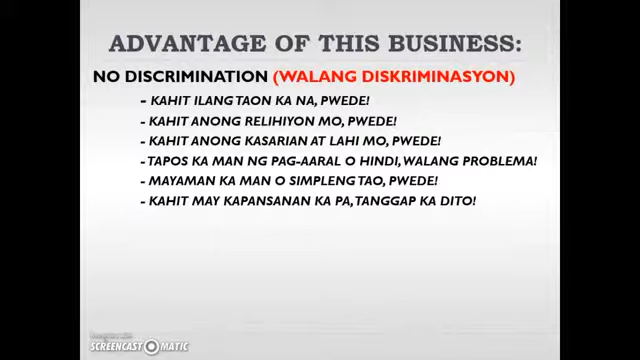 ADVANTAGE OF THIS BUSINESS:
NO DISCRIMINATION (WALANG DISKRIMINASYON)
- KAHIT ILANG TAON KA NA, PWEDE!
- KAHIT ANONG RELIHIYON MO, PWEDE!
- KAHIT ANONG KASARIAN AT LAHI MO, PWEDE!
- TAPOS KA MAN NG PAG-AARAL O HINDI, WALANG PROBLEMA!
- MAYAMAN KA MAN O SIMPLENG TAO, PWEDE!
- KAHIT MAY KAPANSANAN KA PA, TANGGAP KA DITO!
SCREENCAST MATIC